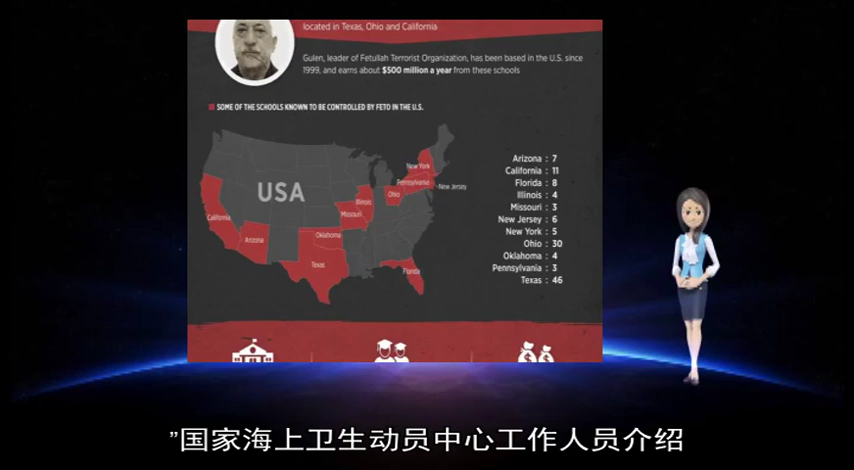 located in Texas, Ohio and California
Gulen, leader of Fetullah Terrorist Organization, has been based in the U.S. since
1999, and earns about $500 million a year from these schools
SOME OF THE SCHOOLS KNOWN TO BE CONTROLLED BY FETO IN THE U.S.
USA
New York
Pennsylvania
New Jersey
Ohio
Illinois
Missouri
California
Arizona
Oklahoma
Texas
Florida
Arizona : 7
California : 11
Florida : 8
Illinois : 4
Missouri : 3
New Jersey : 6
New York : 5
Ohio : 30
Oklahoma : 4
Pennsylvania : 3
Texas : 46
”国家海上卫生动员中心工作人员介绍